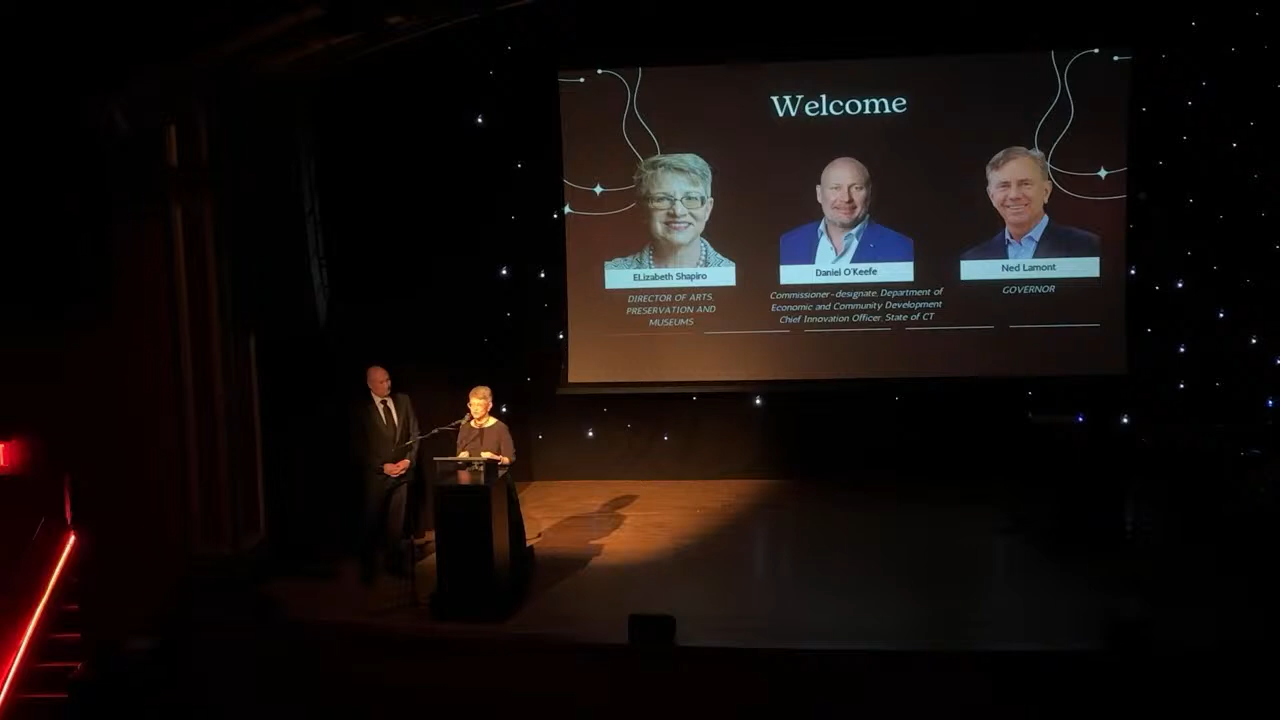 Welcome
ELizabeth Shapiro
DIRECTOR OF ARTS,
PRESERVATION AND
MUSEUMS
Daniel O'Keefe
Commissioner-designate, Department of
Economic and Community Development
Chief Innovation Officer, State of CT
Ned Lamont
GOVERNOR